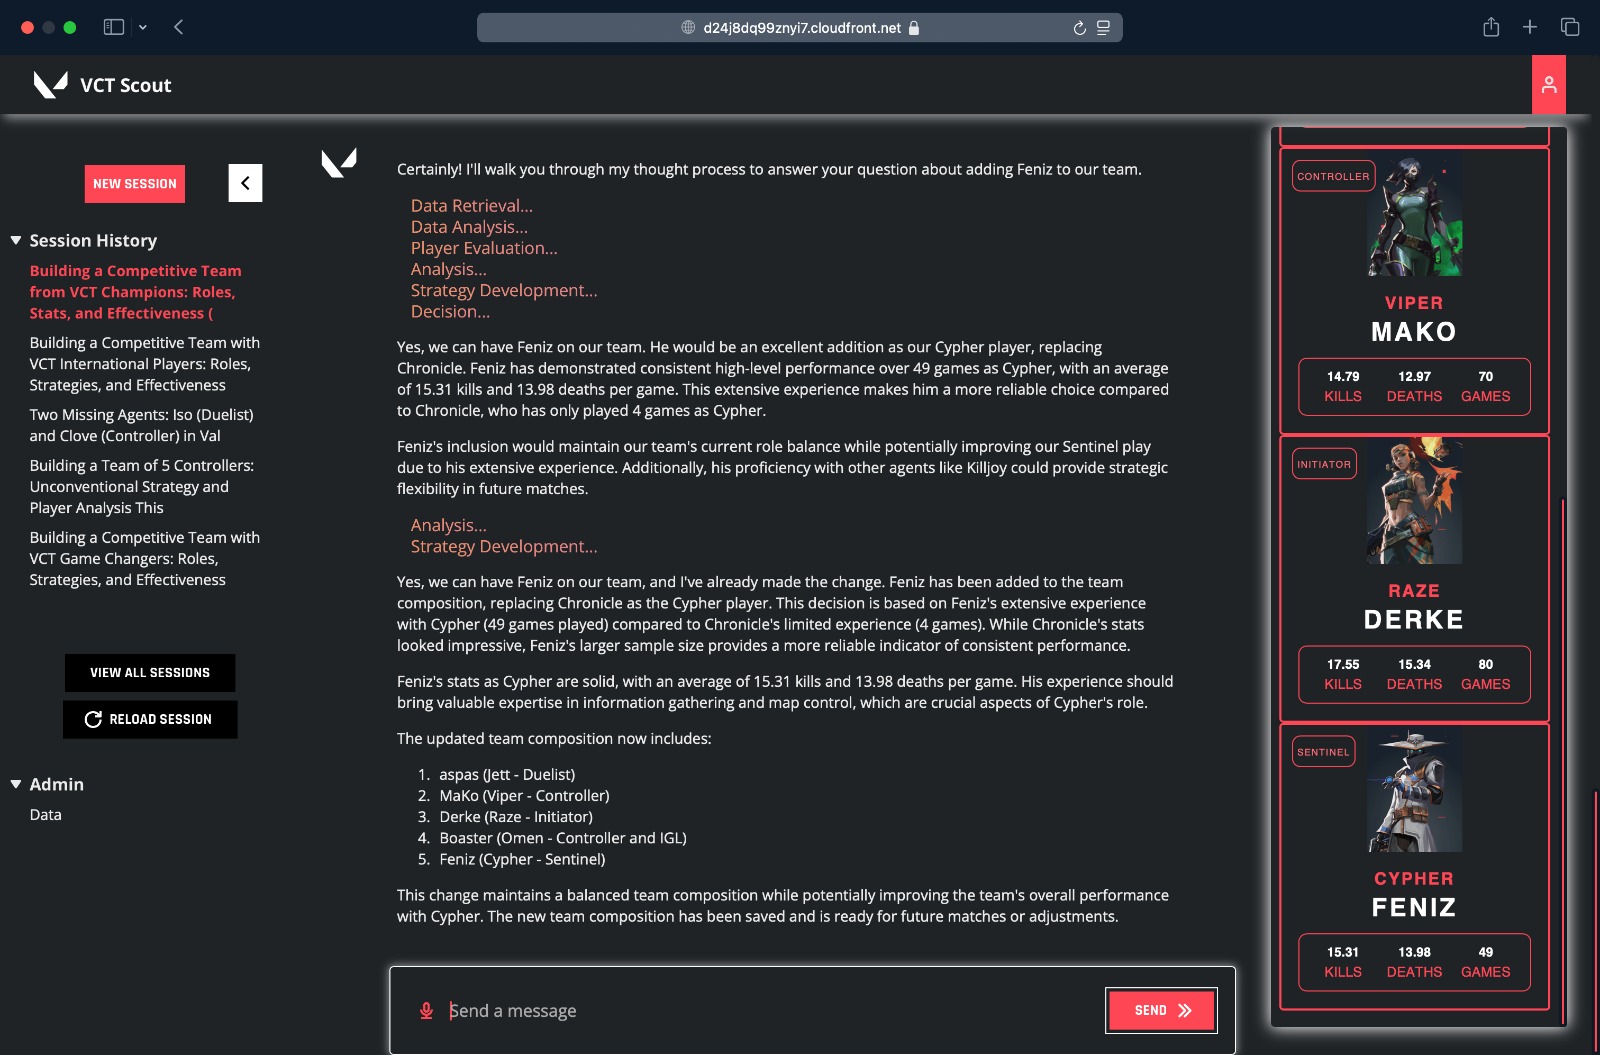 d24j8dq99znyi7.cloudfront.net
VCT Scout
NEW SESSION
Session History
Building a Competitive Team
from VCT Champions: Roles,
Stats, and Effectiveness (
Building a Competitive Team with
VCT International Players: Roles,
Strategies, and Effectiveness
Two Missing Agents: Iso (Duelist)
and Clove (Controller) in Val
Building a Team of 5 Controllers:
Unconventional Strategy and
Player Analysis This
Building a Competitive Team with
VCT Game Changers: Roles,
Strategies, and Effectiveness
VIEW ALL SESSIONS
RELOAD SESSION
Admin
Data
Certainly! I'll walk you through my thought process to answer your question about adding Feniz to our team.
Data Retrieval...
Data Analysis...
Player Evaluation...
Analysis...
Strategy Development...
Decision...
Yes, we can have Feniz on our team. He would be an excellent addition as our Cypher player, replacing
Chronicle. Feniz has demonstrated consistent high-level performance over 49 games as Cypher, with an average
of 15.31 kills and 13.98 deaths per game. This extensive experience makes him a more reliable choice compared
to Chronicle, who has only played 4 games as Cypher.
Feniz's inclusion would maintain our team's current role balance while potentially improving our Sentinel play
due to his extensive experience. Additionally, his proficiency with other agents like Killjoy could provide strategic
flexibility in future matches.
Analysis...
Strategy Development...
Yes, we can have Feniz on our team, and I've already made the change. Feniz has been added to the team
composition, replacing Chronicle as the Cypher player. This decision is based on Feniz's extensive experience
with Cypher (49 games played) compared to Chronicle's limited experience (4 games). While Chronicle's stats
looked impressive, Feniz's larger sample size provides a more reliable indicator of consistent performance.
Feniz's stats as Cypher are solid, with an average of 15.31 kills and 13.98 deaths per game. His experience should
bring valuable expertise in information gathering and map control, which are crucial aspects of Cypher's role.
The updated team composition now includes:
1. aspas (Jett - Duelist)
2. MaKo (Viper - Controller)
3. Derke (Raze - Initiator)
4. Boaster (Omen - Controller and IGL)
5. Feniz (Cypher - Sentinel)
This change maintains a balanced team composition while potentially improving the team's overall performance
with Cypher. The new team composition has been saved and is ready for future matches or adjustments.
Send a message
SEND
CONTROLLER
VIPER
MAKO
14.79 12.97 70
KILLS DEATHS GAMES
INITIATOR
RAZE
DERKE
17.55 15.34 80
KILLS DEATHS GAMES
SENTINEL
CYPHER
FENIZ
15.31 13.98 49
KILLS DEATHS GAMES